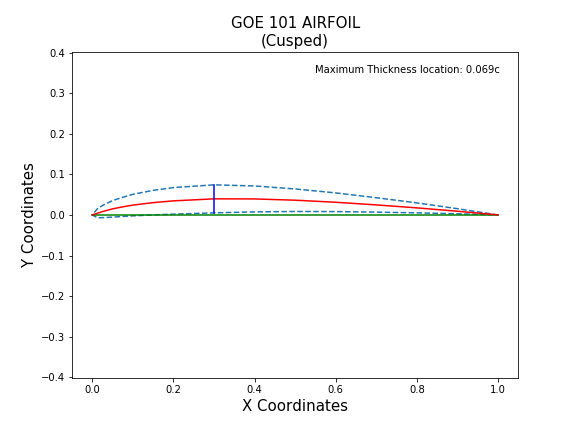 GOE 101 AIRFOIL
(Cusped)
Maximum Thickness location: 0.069c
Y Coordinates
0.4
0.3
0.2
0.1
0.0
−0.1
−0.2
−0.3
−0.4
0.0 0.2 0.4 0.6 0.8 1.0
X Coordinates